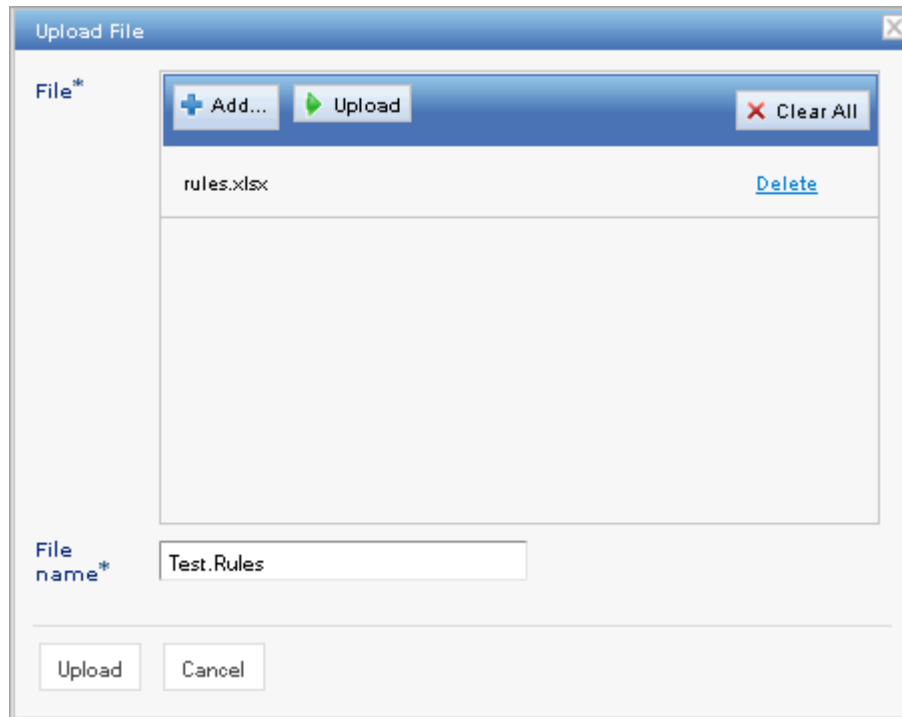 Upload File
File*
Add... Upload Clear All
rules.xlsx Delete
File
name*
Test.Rules
Upload Cancel